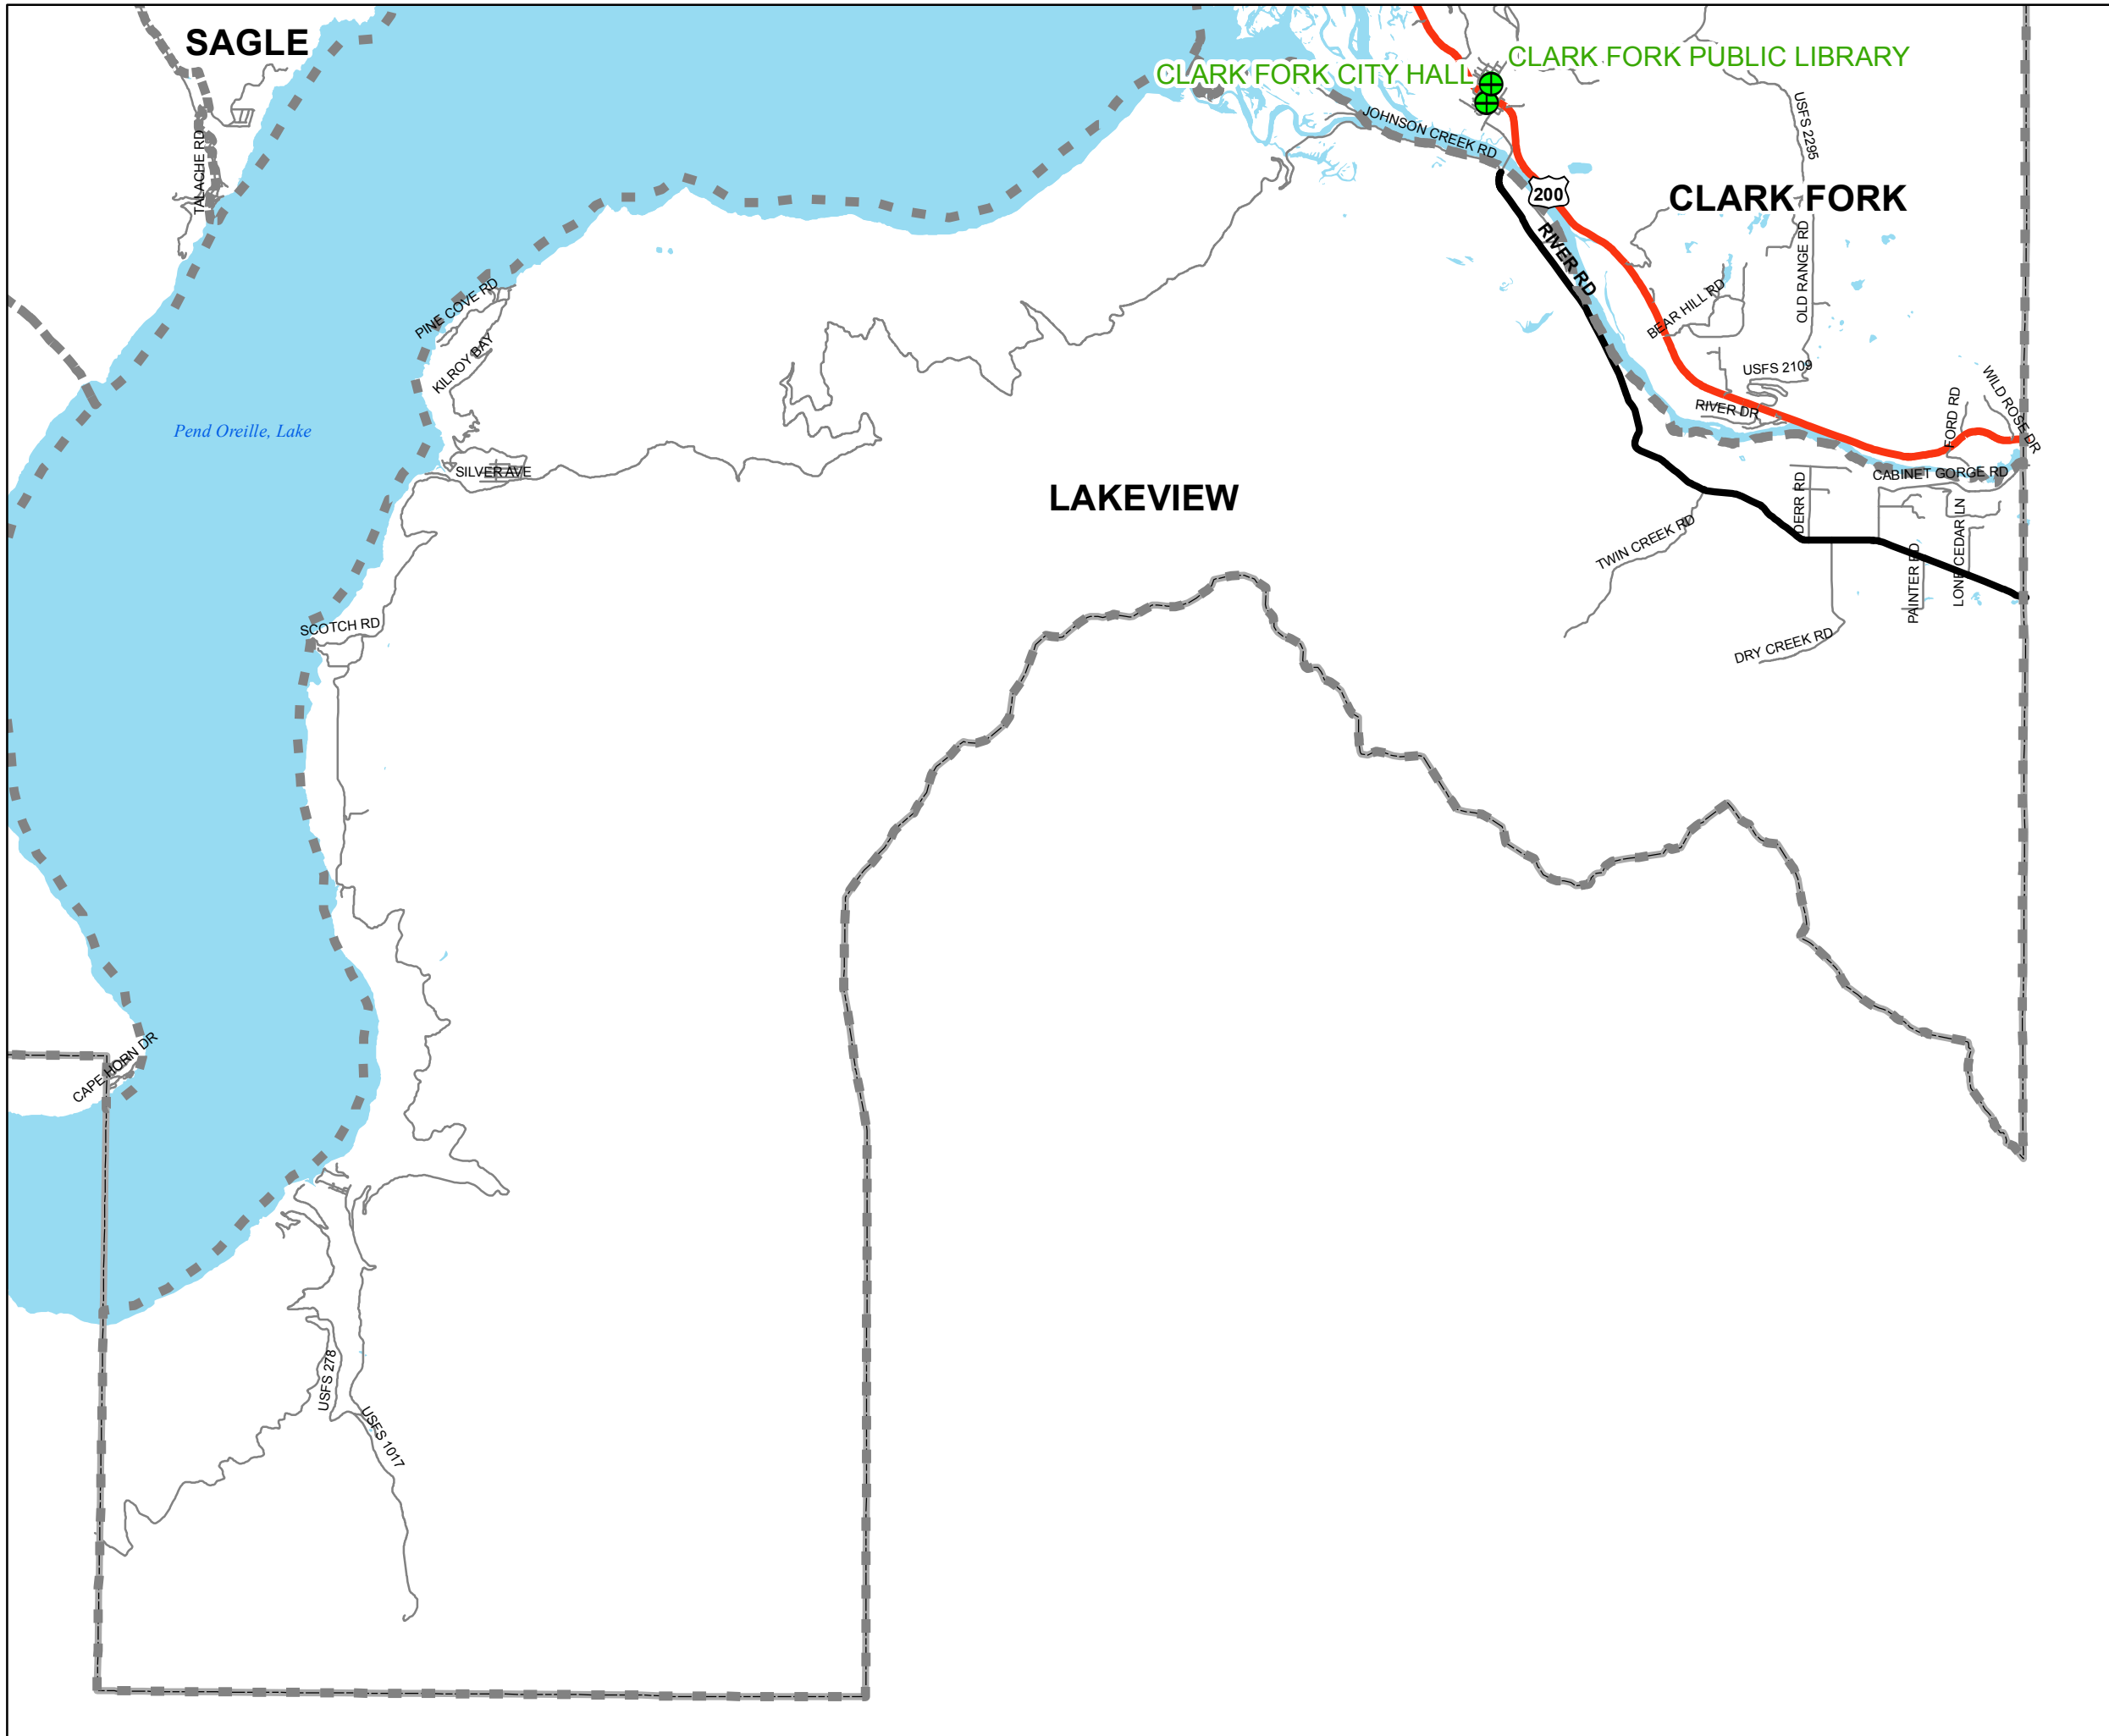 SAGLE
CLARK FORK PUBLIC LIBRARY
CLARK FORK CITY HALL
JOHNSON CREEK RD
USFS 2295
TALACHE RD
200
CLARK FORK
RIVER RD
OLD RANGE RD
BEAR HILL RD
PINE COVE RD
KILROY BAY
USFS 2109
WILD ROSE DR
FORD RD
RIVER DR
Pend Oreille, Lake
SILVER AVE
CABINET GORGE RD
LAKEVIEW
DERR RD
TWIN CREEK RD
LONE CEDAR LN
PAINTER RD
SCOTCH RD
DRY CREEK RD
CAPE HORN DR
USFS 278
USFS 1017